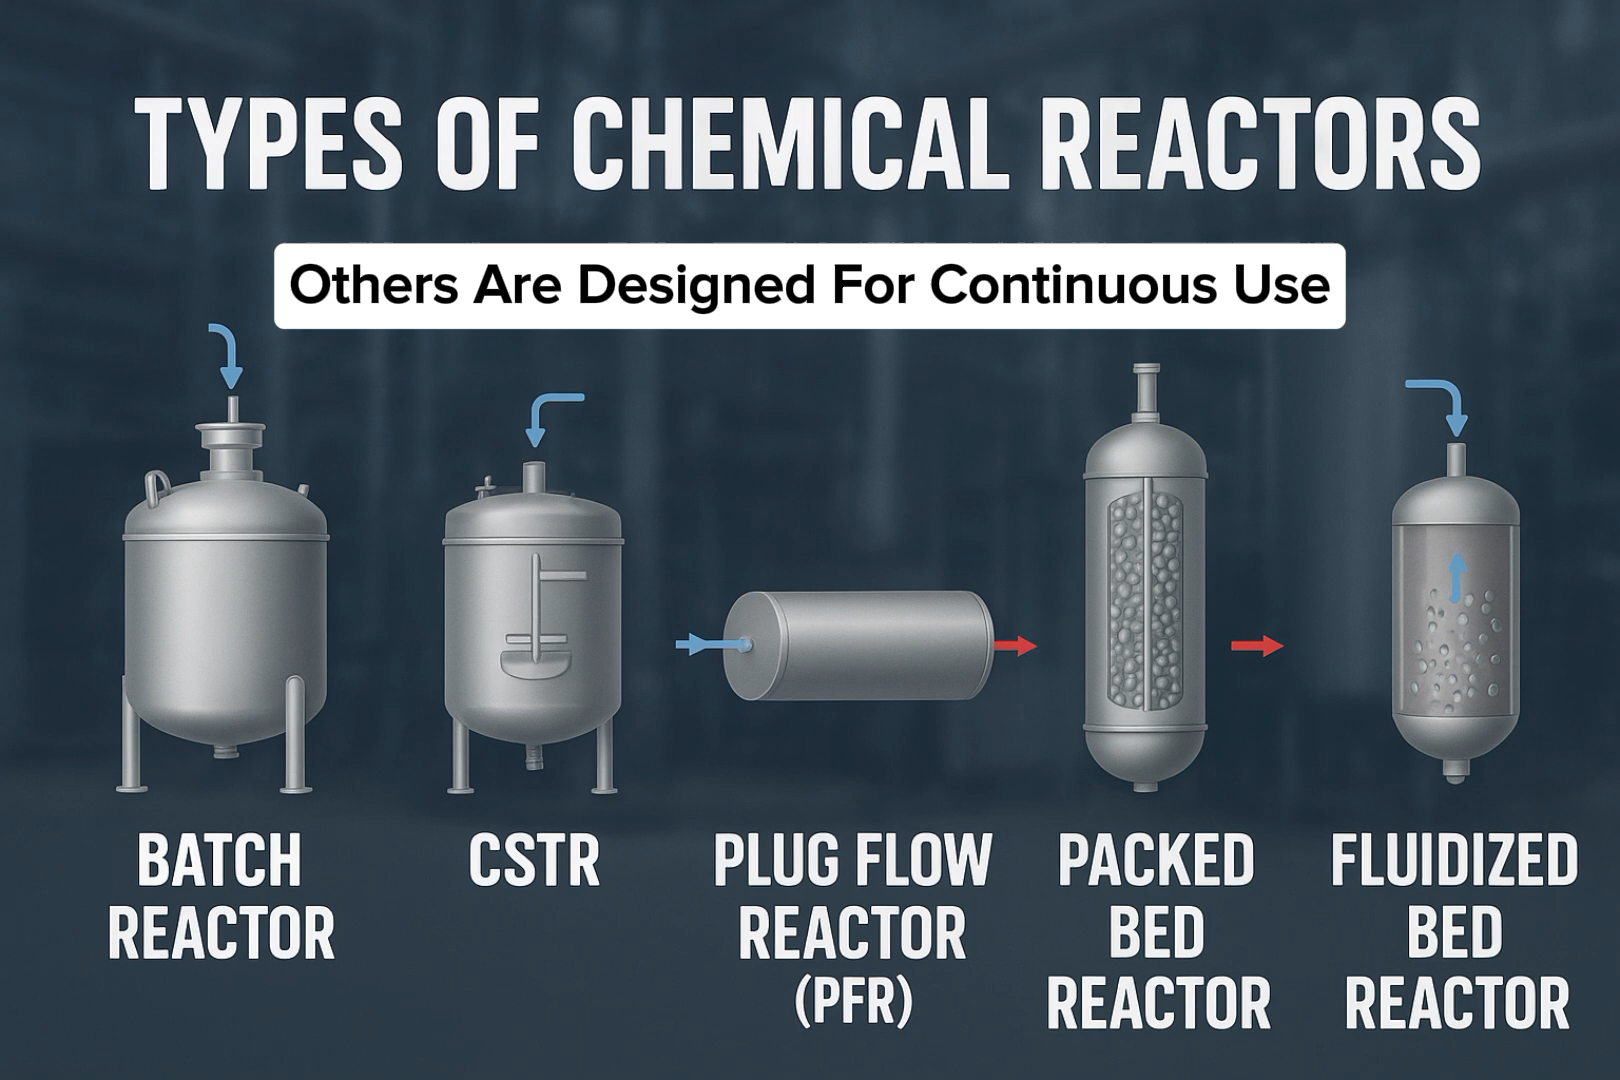 TYPES OF CHEMICAL REACTORS
Others Are Designed For Continuous Use
BATCH
REACTOR
CSTR
PLUG FLOW
REACTOR
(PFR)
PACKED
BED
REACTOR
FLUIDIZED
BED
REACTOR